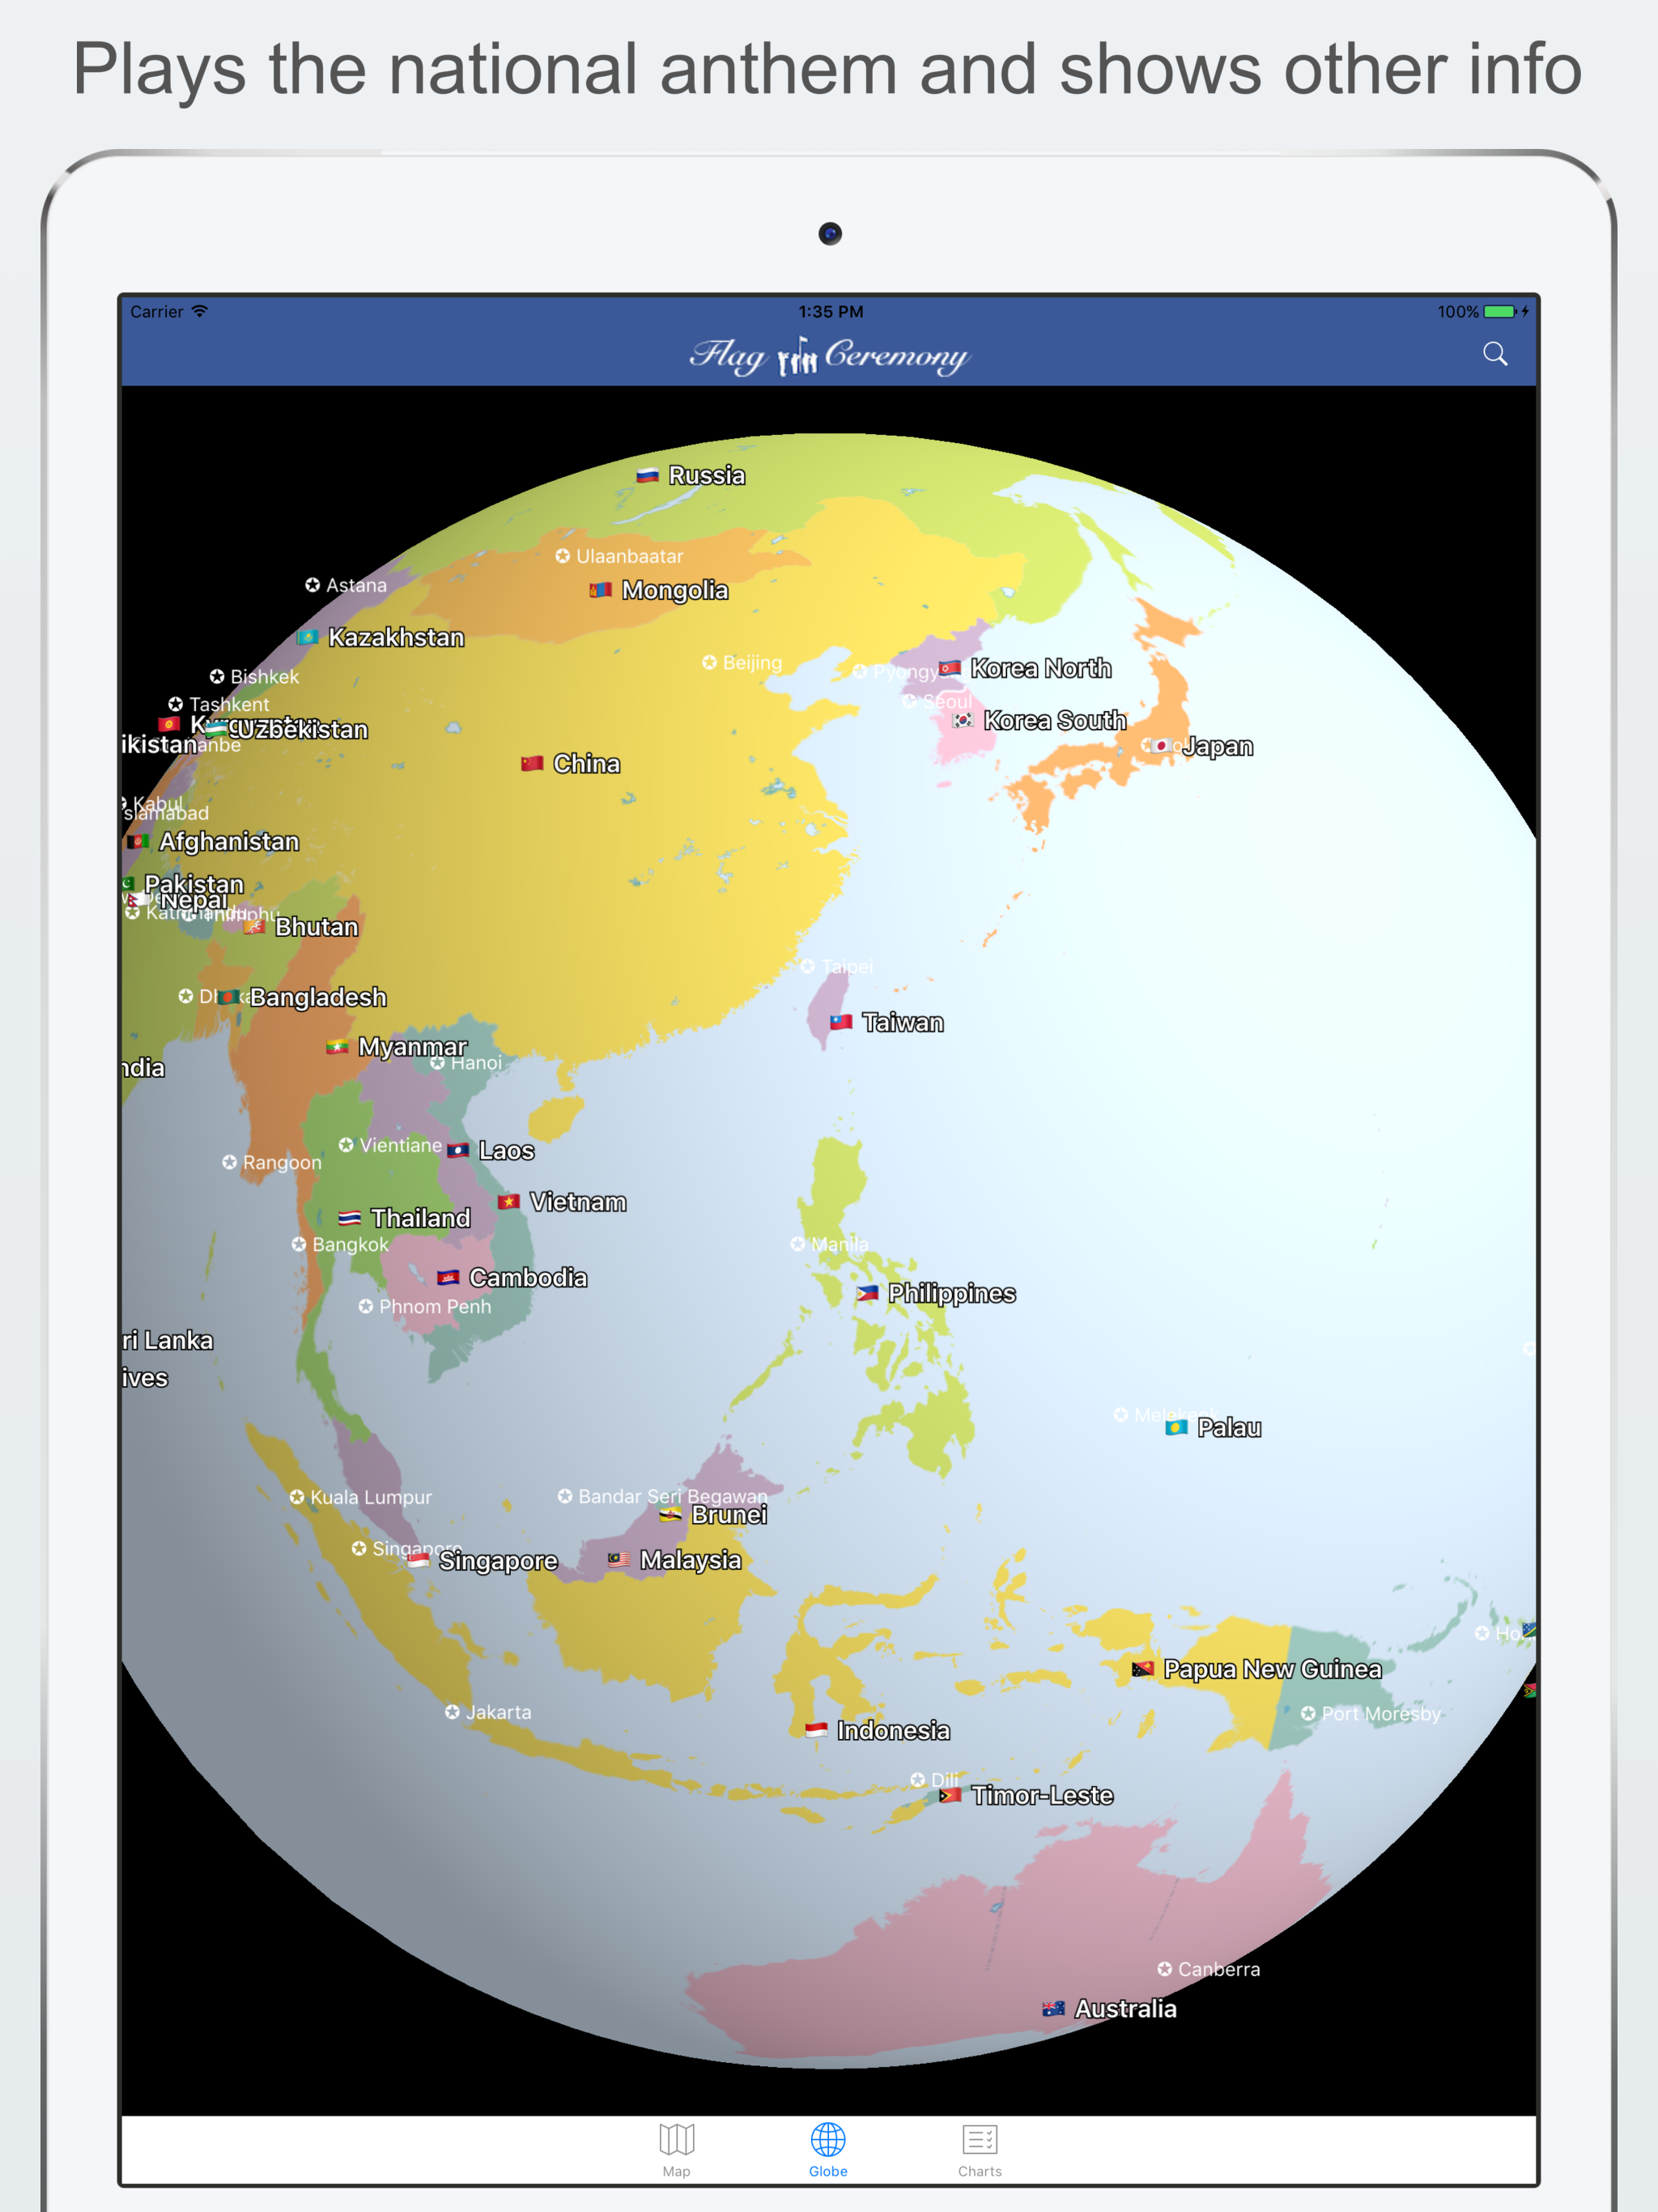 Plays the national anthem and shows other info
Carrier
1:35 PM
100%
Flag Ceremony
Russia
Ulaanbaatar
Astana
Mongolia
Kazakhstan
Beijing
Korea North
Bishkek
Seoul
Tashkent
Korea South
Uzbekistan
ikistan
Japan
China
Kabul
slamabad
Afghanistan
Pakistan
Nepal
Bhutan
Taipei
Bangladesh
Taiwan
Myanmar
Hanoi
ndia
Vientiane
Laos
Rangoon
Vietnam
Thailand
Bangkok
Manila
Cambodia
Philippines
Phnom Penh
ri Lanka
ives
Palau
Kuala Lumpur
Bandar Seri Begawan
Brunei
Singapore
Singapore
Malaysia
Papua New Guinea
Jakarta
Port Moresby
Indonesia
Dili
Timor-Leste
Canberra
Australia
Map
Globe
Charts